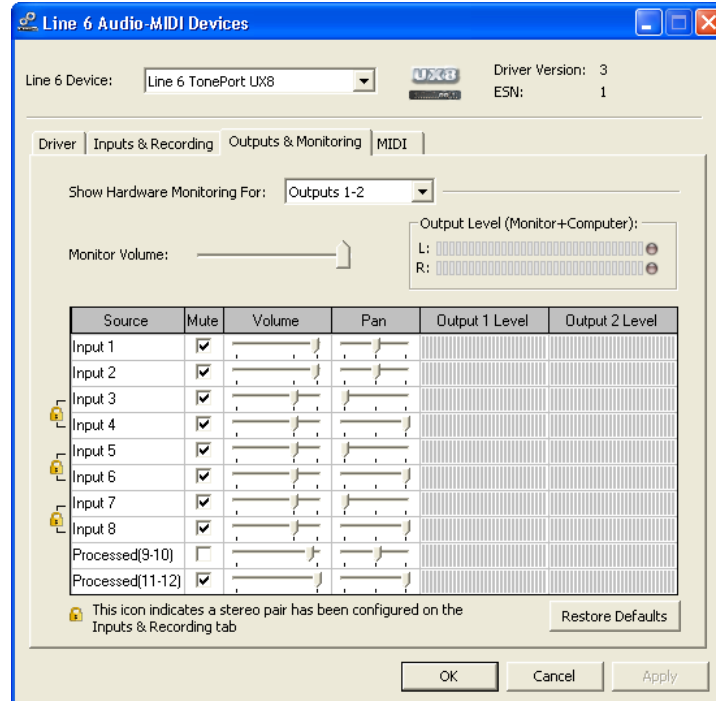 Line 6 Audio-MIDI Devices
Line 6 Device: Line 6 TonePort UX8 UX8 Driver Version: 3
ESN: 1
Driver Inputs & Recording Outputs & Monitoring MIDI
Show Hardware Monitoring For: Outputs 1-2
Output Level (Monitor+Computer):
Monitor Volume: L:
R:
Source Mute Volume Pan Output 1 Level Output 2 Level
Input 1
Input 2
Input 3
Input 4
Input 5
Input 6
Input 7
Input 8
Processed(9-10)
Processed(11-12)
This icon indicates a stereo pair has been configured on the
Inputs & Recording tab
Restore Defaults
OK Cancel Apply